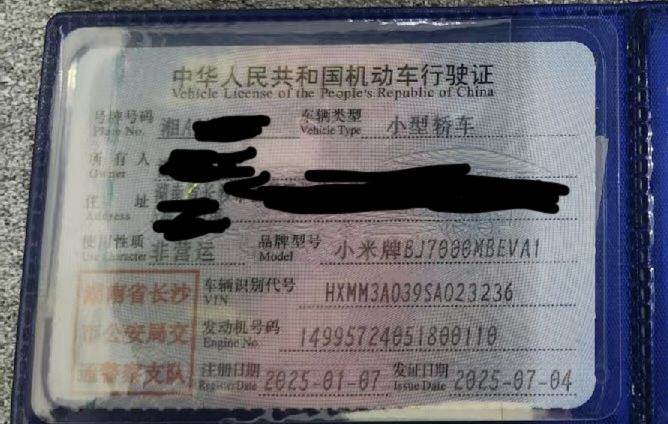 中华人民共和国机动车行驶证
Vehicle License of the People's Republic of China
号牌号码 湘A 车辆类型 小型轿车
Plate No. Vehicle Type
所有人
Owner
住址
Address
使用性质 非营运 品牌型号 小米牌BJ7000MBEVA1
Use Character Model
湖南省长沙 车辆识别代号 HXMM3A039SA023236
VIN
市公安局交 发动机号码 14995724051800110
Engine No.
通警察支队 注册日期 2025-01-07 发证日期 2025-07-04
Register Date Issue Date